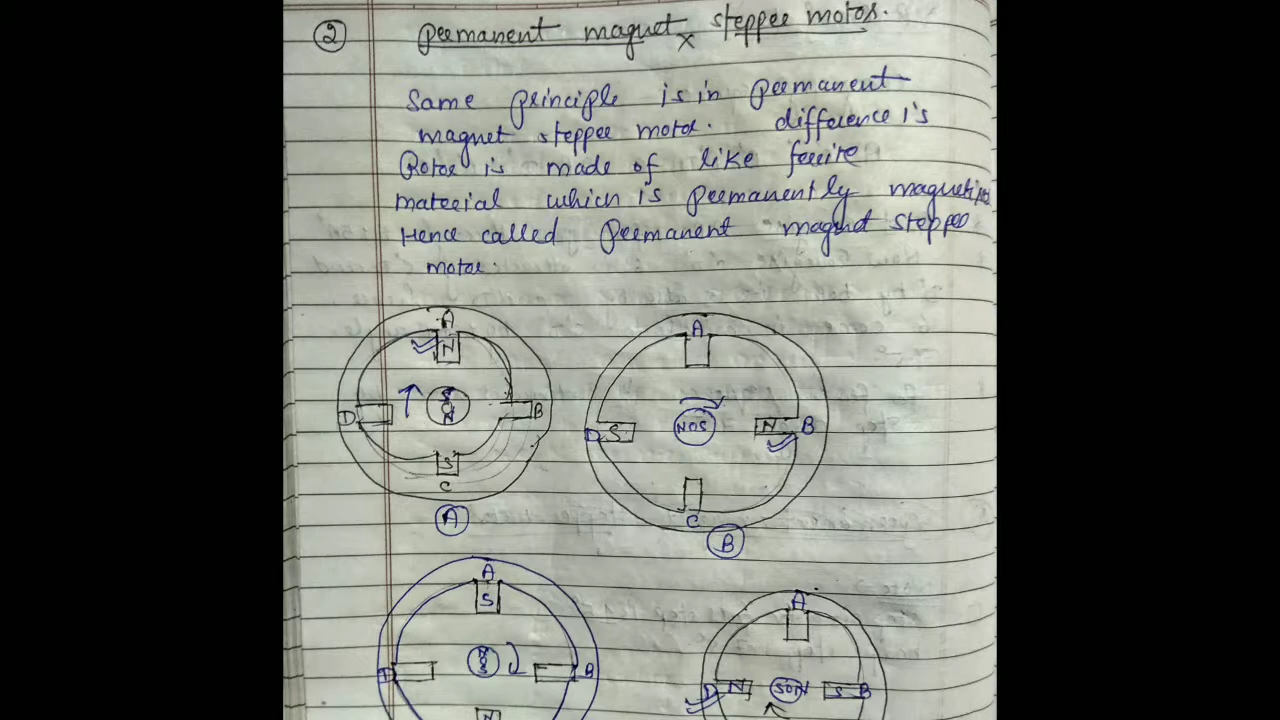 2 Permanent magnet x stepper motor.
Same principle is in permanent
magnet stepper motor. difference is
Rotor is made of like ferrite
material which is permanently
Hence called permanent magnet stepper
motor.
A
N
D S O N B
S
C
A
A
D S NOS N B
C
B
A
S
D N O S B
N
A
D N SON S B